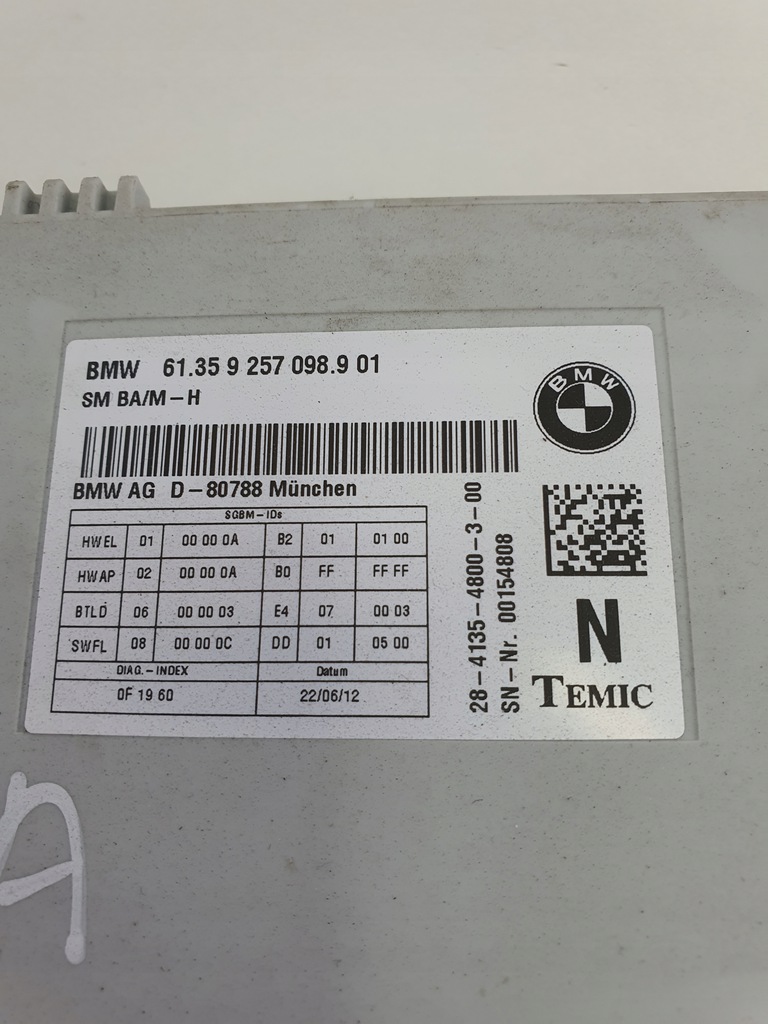 BMW 61.35 9 257 098.9 01
SM BA/M-H
BMW
BMW AG D-80788 München
SGBM-IDs
HWEL 01 00 00 0A B2 01 01 00
HWAP 02 00 00 0A B0 FF FF FF
BTLD 06 00 00 03 E4 07 00 03
SWFL 08 00 00 0C DD 01 05 00
DIAG.-INDEX Datum
0F 19 60 22/06/12
28-4135-4800-3-00
SN-Nr. 00154808
N
TEMIC
A